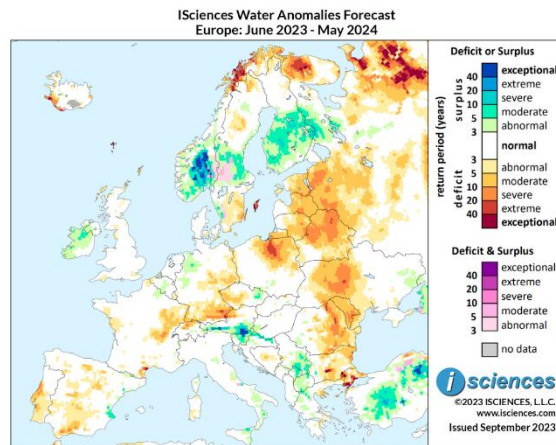 ISciences Water Anomalies Forecast
Europe: June 2023 - May 2024
Deficit or Surplus
return period (years)
surplus
deficit
exceptional
40
extreme
20
severe
10
moderate
5
abnormal
3
normal
3
abnormal
5
moderate
10
severe
20
extreme
40
exceptional
Deficit & Surplus
exceptional
40
extreme
20
severe
10
moderate
5
abnormal
3
no data
isciences
©2023 ISCIENCES, L.L.C.
www.isciences.com
Issued September 2023